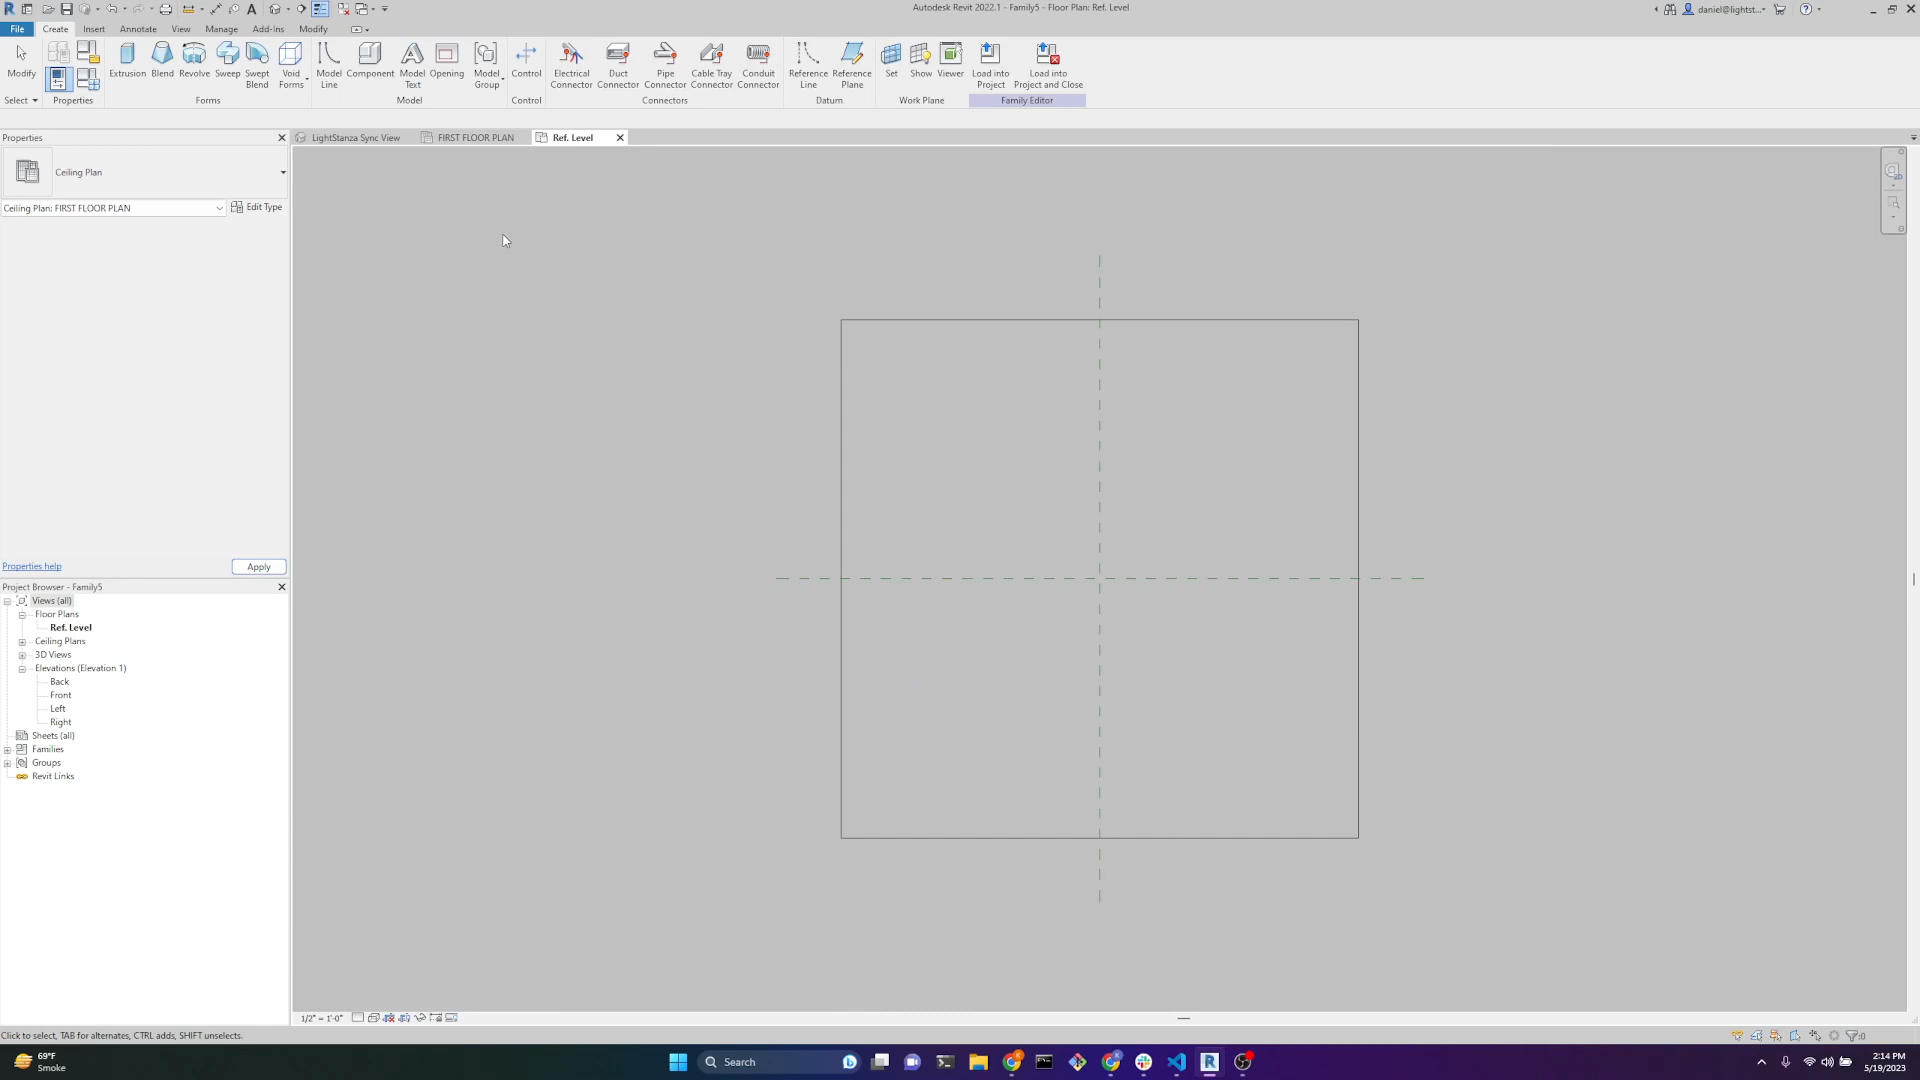 Autodesk Revit 2022.1 - Family5 - Floor Plan: Ref. Level
daniel@lightst...
File Create Insert Annotate View Manage Add-Ins Modify
Modify
Extrusion Blend Revolve Sweep Swept Blend Void Forms
Model Line Component Model Text Opening Model Group
Control
Electrical Connector Duct Connector Pipe Connector Cable Tray Connector Conduit Connector
Reference Line Reference Plane
Set Show Viewer
Load into Project Load into Project and Close
Select Properties Forms Model Control Connectors Datum Work Plane Family Editor
Properties
LightStanza Sync View FIRST FLOOR PLAN Ref. Level
Ceiling Plan
Ceiling Plan: FIRST FLOOR PLAN Edit Type
Properties help Apply
Project Browser - Family5
Views (all)
Floor Plans
Ref. Level
Ceiling Plans
3D Views
Elevations (Elevation 1)
Back
Front
Left
Right
Sheets (all)
Families
Groups
Revit Links
1/2" = 1'-0"
Click to select, TAB for alternates, CTRL adds, SHIFT unselects.
:0
69°F
Smoke
Search
2:14 PM
5/19/2023